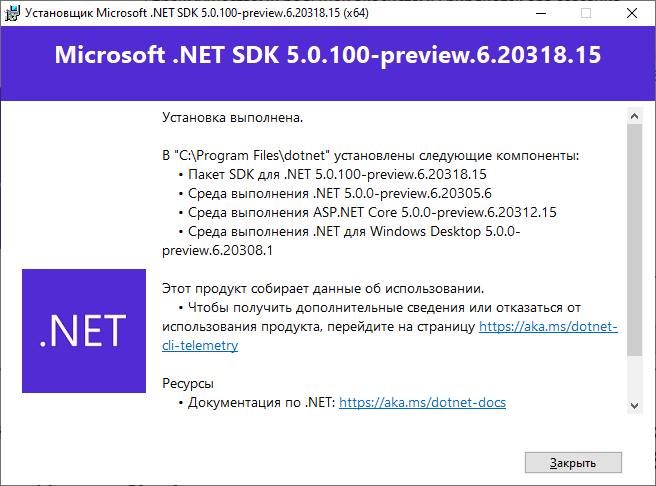 Установщик Microsoft .NET SDK 5.0.100-preview.6.20318.15 (x64)
Microsoft .NET SDK 5.0.100-preview.6.20318.15
Установка выполнена.
В "C:\Program Files\dotnet" установлены следующие компоненты:
• Пакет SDK для .NET 5.0.100-preview.6.20318.15
• Среда выполнения .NET 5.0.0-preview.6.20305.6
• Среда выполнения ASP.NET Core 5.0.0-preview.6.20312.15
• Среда выполнения .NET для Windows Desktop 5.0.0-
preview.6.20308.1
Этот продукт собирает данные об использовании.
• Чтобы получить дополнительные сведения или отказаться от
использования продукта, перейдите на страницу https://aka.ms/dotnet-
cli-telemetry
.NET
Ресурсы
• Документация по .NET: https://aka.ms/dotnet-docs
Закрыть